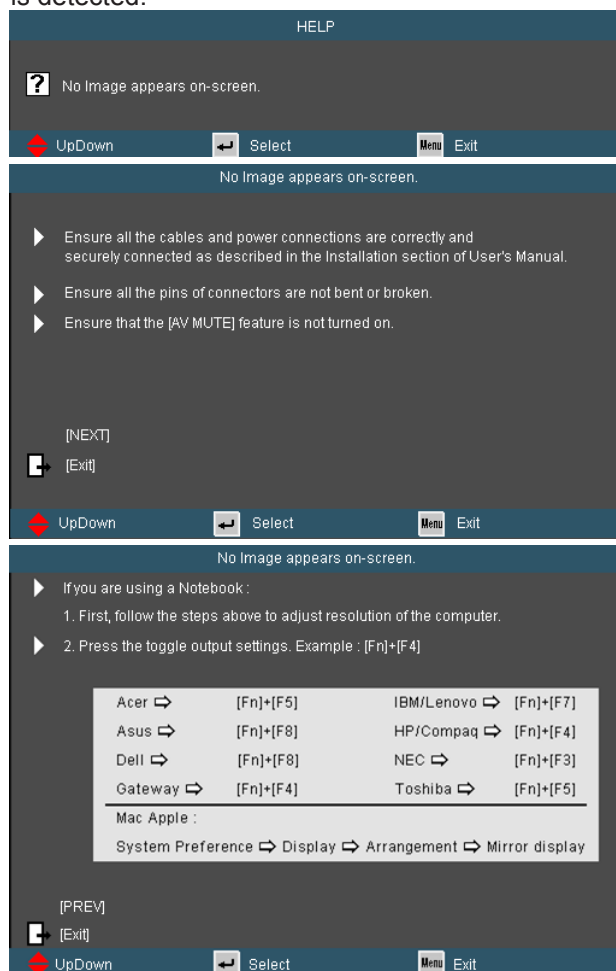 is detected.
HELP
? No Image appears on-screen.
UpDown Select Menu Exit
No Image appears on-screen.
Ensure all the cables and power connections are correctly and
securely connected as described in the Installation section of User's Manual.
Ensure all the pins of connectors are not bent or broken.
Ensure that the [AV MUTE] feature is not turned on.
[NEXT]
[Exit]
UpDown Select Menu Exit
No Image appears on-screen.
If you are using a Notebook :
1. First, follow the steps above to adjust resolution of the computer.
2. Press the toggle output settings. Example : [Fn]+[F4]
Acer ⇨ [Fn]+[F5] IBM/Lenovo ⇨ [Fn]+[F7]
Asus ⇨ [Fn]+[F8] HP/Compaq ⇨ [Fn]+[F4]
Dell ⇨ [Fn]+[F8] NEC ⇨ [Fn]+[F3]
Gateway ⇨ [Fn]+[F4] Toshiba ⇨ [Fn]+[F5]
Mac Apple :
System Preference ⇨ Display ⇨ Arrangement ⇨ Mirror display
[PREV]
[Exit]
UpDown Select Menu Exit